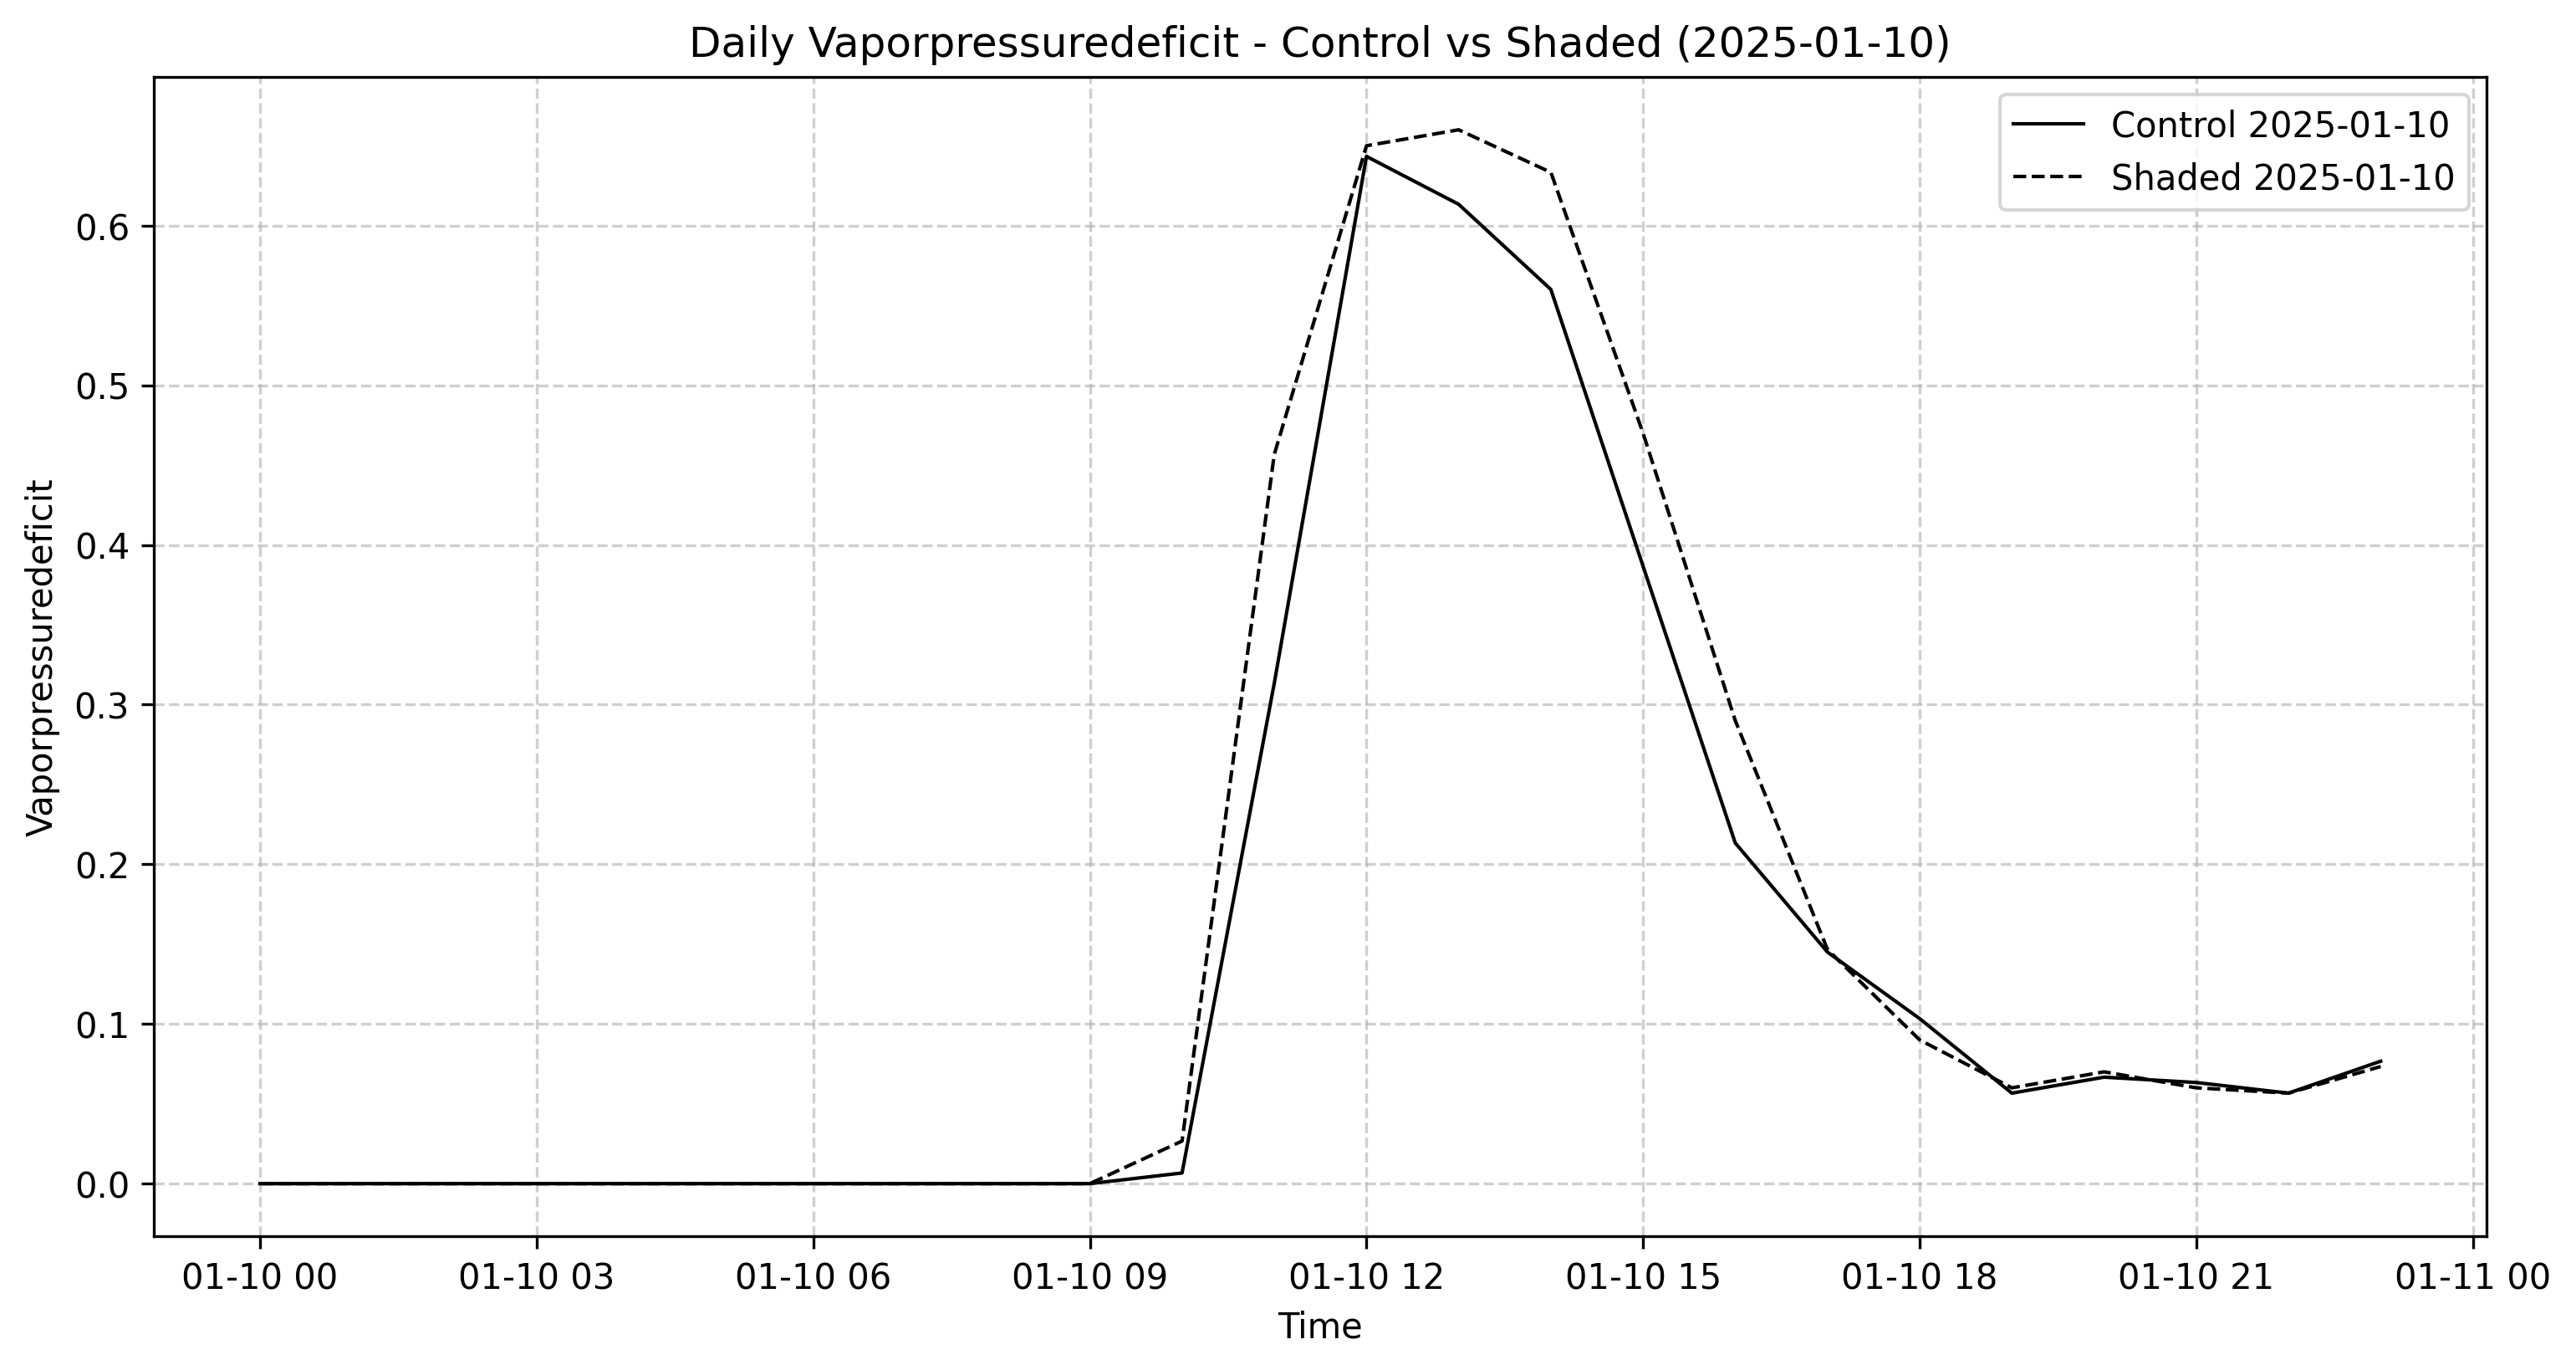 Daily Vaporpressuredeficit - Control vs Shaded (2025-01-10)
Control 2025-01-10
Shaded 2025-01-10
Vaporpressuredeficit
0.6
0.5
0.4
0.3
0.2
0.1
0.0
01-10 00 01-10 03 01-10 06 01-10 09 01-10 12 01-10 15 01-10 18 01-10 21 01-11 00
Time